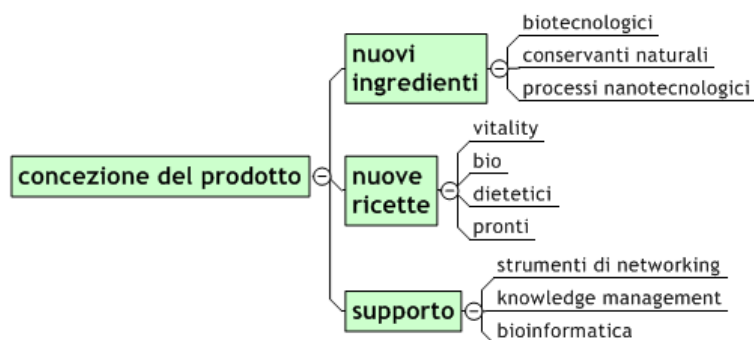 concezione del prodotto
nuovi
ingredienti
biotecnologici
conservanti naturali
processi nanotecnologici
nuove
ricette
vitality
bio
dietetici
pronti
supporto
strumenti di networking
knowledge management
bioinformatica